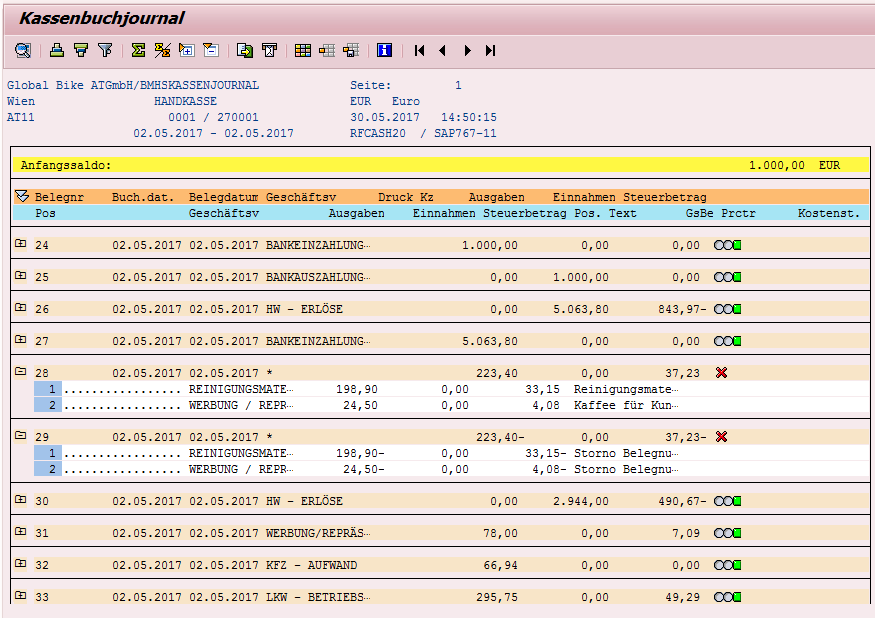 Kassenbuchjournal
Global Bike ATGmbH/BMHSKASSENJOURNAL Seite: 1
Wien HANDKASSE EUR Euro
AT11 0001 / 270001 30.05.2017 14:50:15
02.05.2017 - 02.05.2017 RFCASH20 / SAP767-11
Anfangssaldo: 1.000,00 EUR
Belegnr Buch.dat. Belegdatum Geschäftsv Druck Kz Ausgaben Einnahmen Steuerbetrag
Pos Geschäftsv Ausgaben Einnahmen Steuerbetrag Pos. Text GsBe Prctr Kostenst.
24 02.05.2017 02.05.2017 BANKEINZAHLUNG… 1.000,00 0,00 0,00
25 02.05.2017 02.05.2017 BANKAUSZAHLUNG… 0,00 1.000,00 0,00
26 02.05.2017 02.05.2017 HW - ERLÖSE 0,00 5.063,80 843,97-
27 02.05.2017 02.05.2017 BANKEINZAHLUNG… 5.063,80 0,00 0,00
28 02.05.2017 02.05.2017 * 223,40 0,00 37,23
1 ................. REINIGUNGSMATE… 198,90 0,00 33,15 Reinigungsmate…
2 ................. WERBUNG / REPR… 24,50 0,00 4,08 Kaffee für Kun…
29 02.05.2017 02.05.2017 * 223,40- 0,00 37,23-
1 ................. REINIGUNGSMATE… 198,90- 0,00 33,15- Storno Belegnu…
2 ................. WERBUNG / REPR… 24,50- 0,00 4,08- Storno Belegnu…
30 02.05.2017 02.05.2017 HW - ERLÖSE 0,00 2.944,00 490,67-
31 02.05.2017 02.05.2017 WERBUNG/REPRÄS… 78,00 0,00 7,09
32 02.05.2017 02.05.2017 KFZ - AUFWAND 66,94 0,00 0,00
33 02.05.2017 02.05.2017 LKW - BETRIEBS… 295,75 0,00 49,29